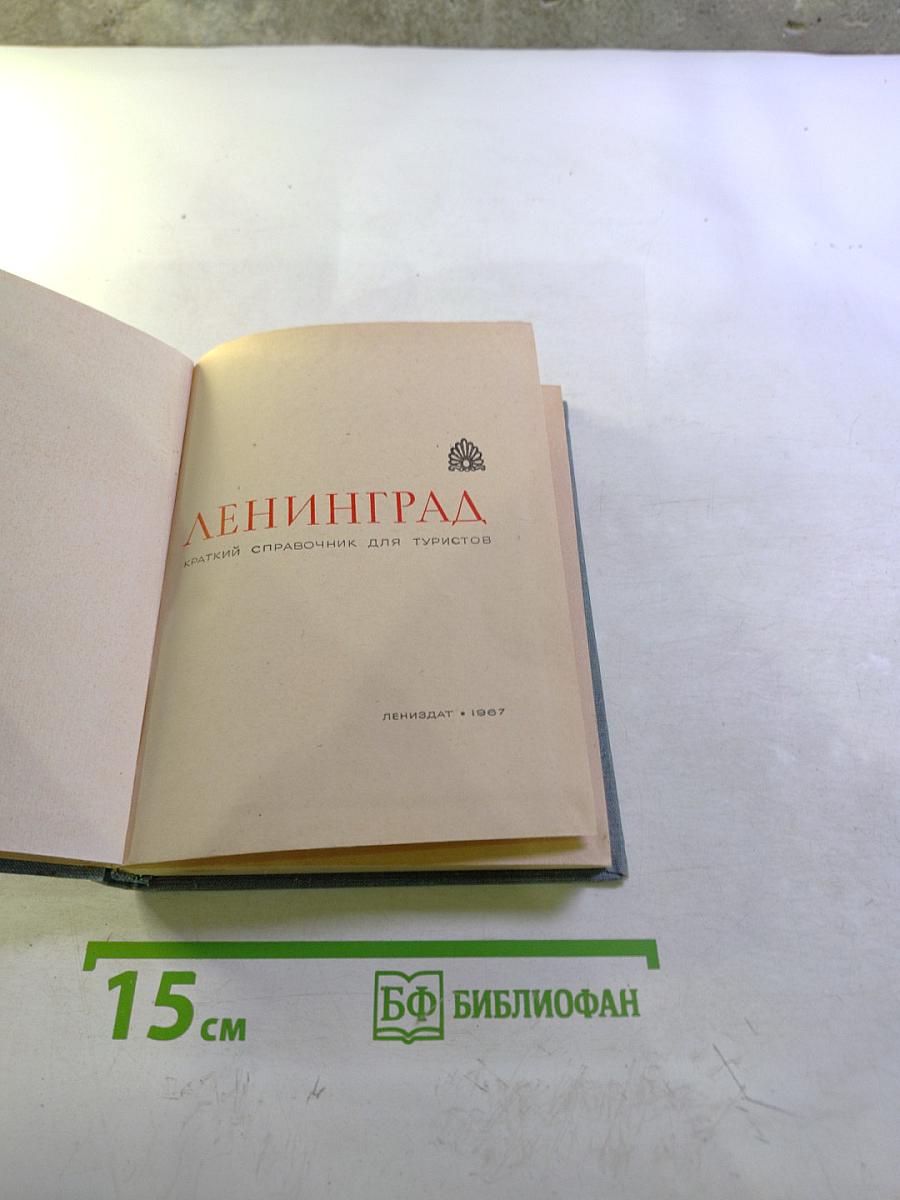 ЛЕНИНГРАД
КРАТКИЙ СПРАВОЧНИК ДЛЯ ТУРИСТОВ
ЛЕНИЗДАТ • 1967
15 см
БФ БИБЛИОФАН